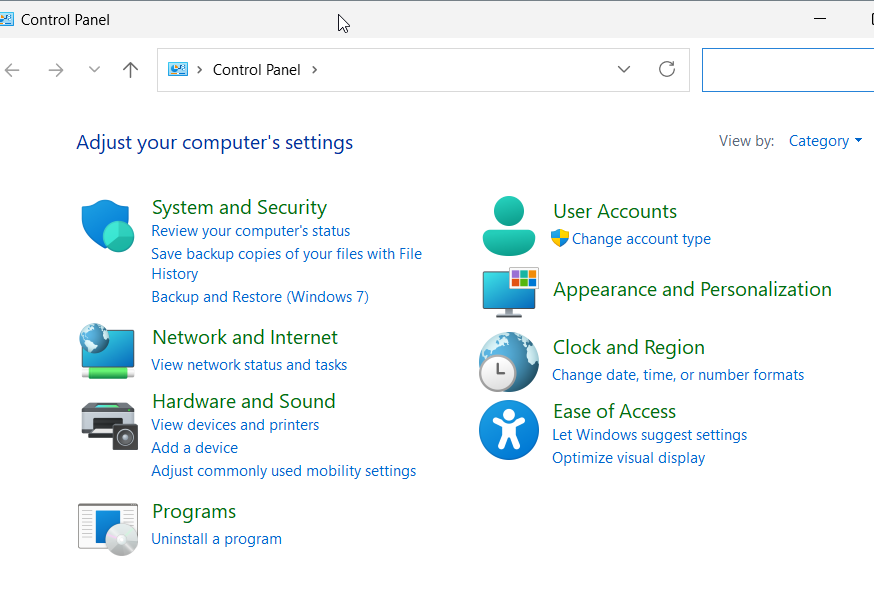 Control Panel
Control Panel
Adjust your computer's settings
View by: Category
System and Security
Review your computer's status
Save backup copies of your files with File
History
Backup and Restore (Windows 7)
Network and Internet
View network status and tasks
Hardware and Sound
View devices and printers
Add a device
Adjust commonly used mobility settings
Programs
Uninstall a program
User Accounts
Change account type
Appearance and Personalization
Clock and Region
Change date, time, or number formats
Ease of Access
Let Windows suggest settings
Optimize visual display